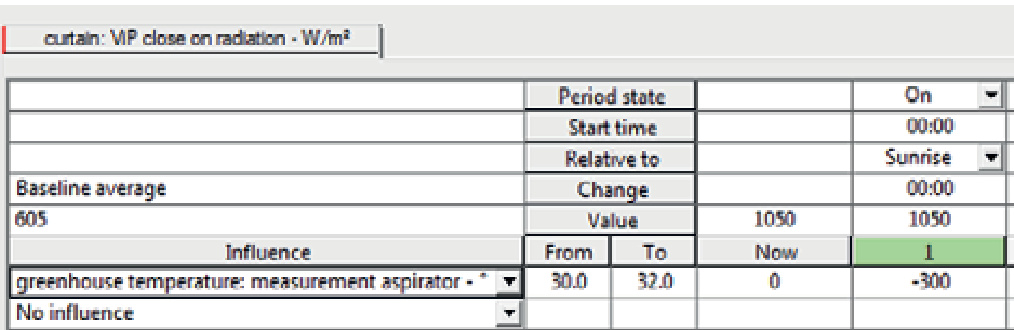 curtain: VIP close on radiation - W/m²
Period state On
Start time 00:00
Relative to Sunrise
Baseline average Change 00:00
605 Value 1050 1050
Influence From To Now 1
greenhouse temperature: measurement aspirator - ° 30.0 32.0 0 -300
No influence